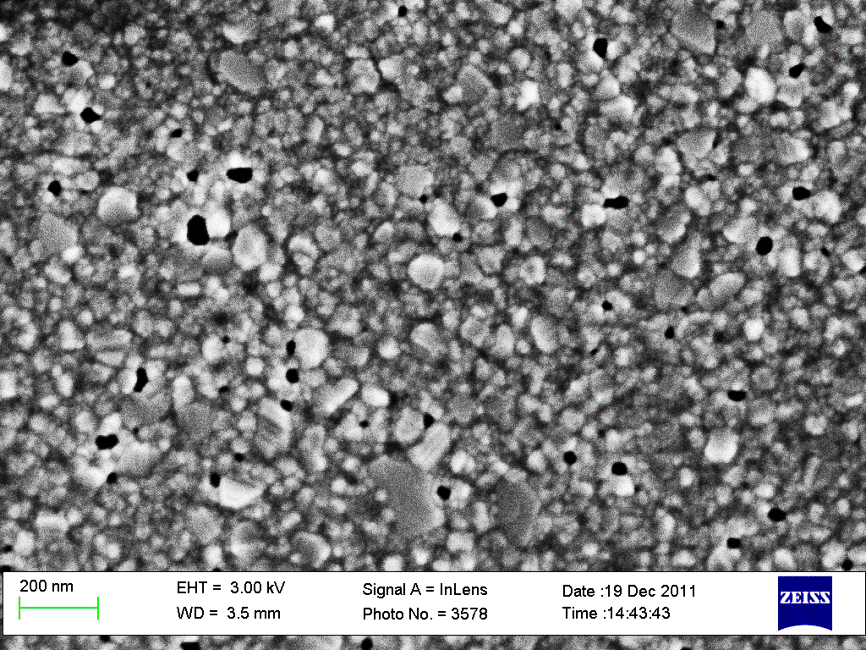 200 nm
EHT = 3.00 kV
Signal A = InLens
Date :19 Dec 2011
WD = 3.5 mm
Photo No. = 3578
Time :14:43:43
ZEISS